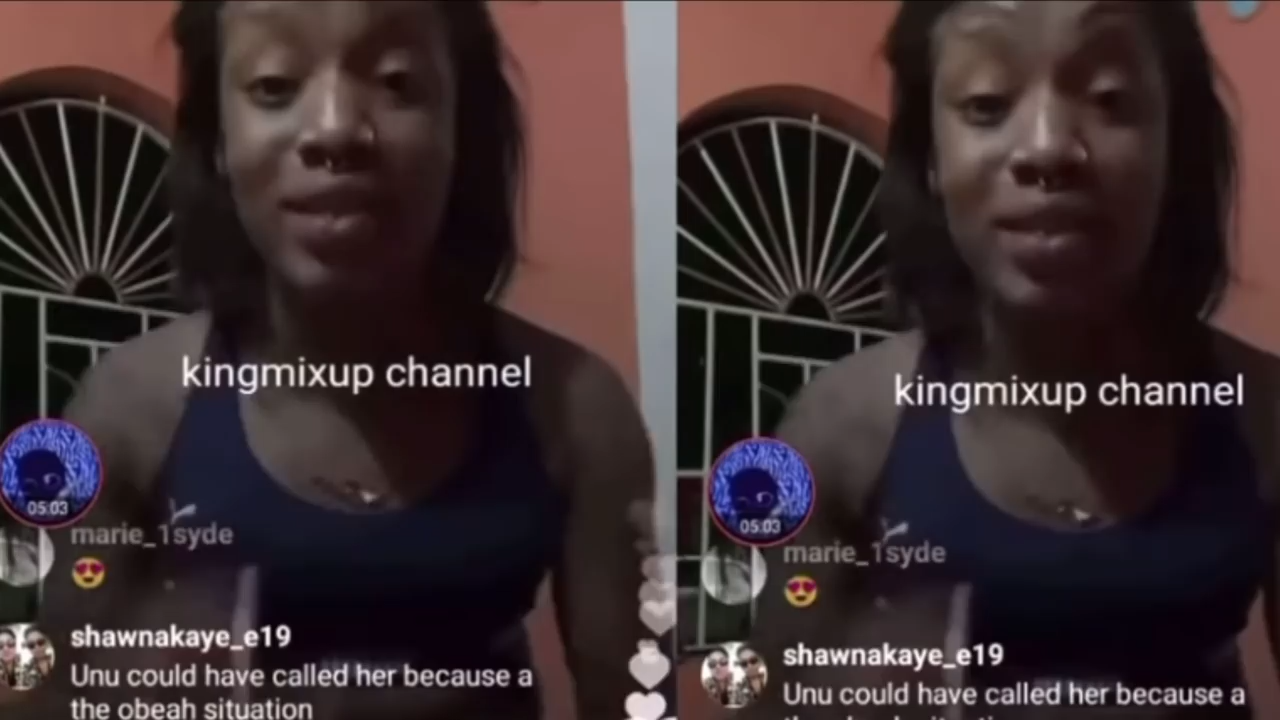 kingmixup channel
05:03
marie_1syde
😍
shawnakaye_e19
Unu could have called her because a
the obeah situation
kingmixup channel
05:03
marie_1syde
😍
shawnakaye_e19
Unu could have called her because a